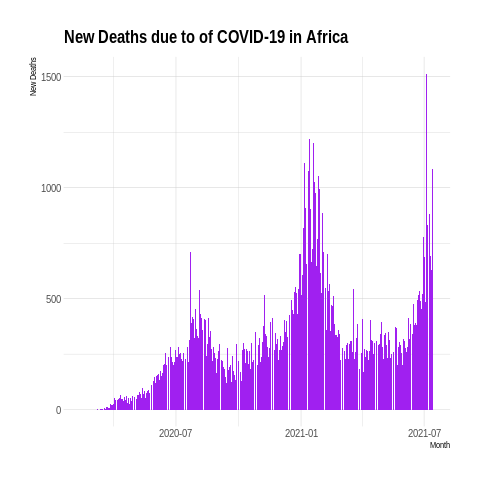 New Deaths due to of COVID-19 in Africa
New Deaths
1500
1000
500
0
2020-07
2021-01
2021-07
Month